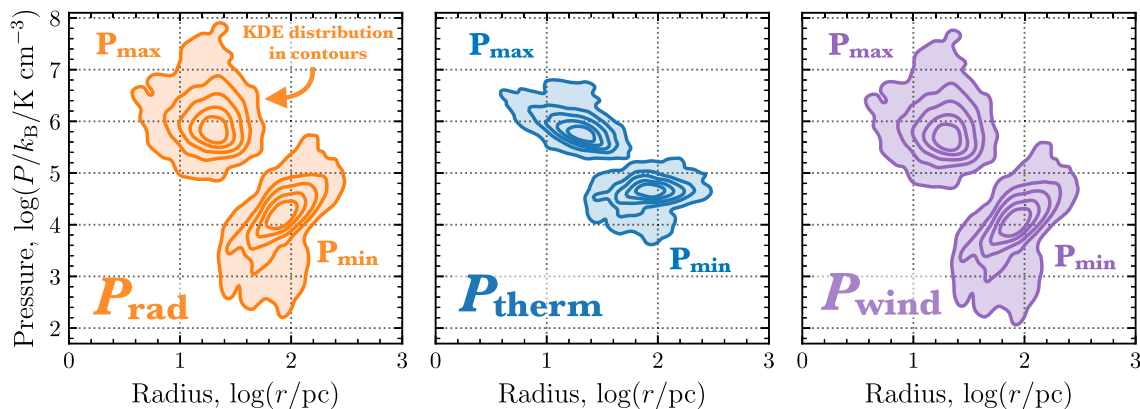 Pressure, log(P/k_B/K cm^−3)
8
7
6
5
4
3
2
P_max
KDE distribution
in contours
P_min
P_rad
0 1 2 3
Radius, log(r/pc)
P_max
P_min
P_therm
0 1 2 3
Radius, log(r/pc)
P_max
P_min
P_wind
0 1 2 3
Radius, log(r/pc)